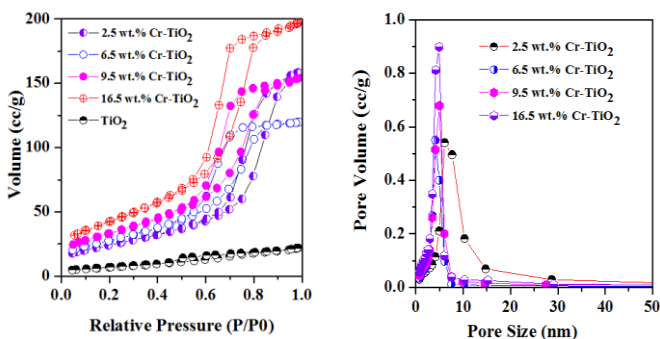 200
150
100
50
0
Volume (cc/g)
2.5 wt.% Cr-TiO₂
6.5 wt.% Cr-TiO₂
9.5 wt.% Cr-TiO₂
16.5 wt.% Cr-TiO₂
TiO₂
0.0 0.2 0.4 0.6 0.8 1.0
Relative Pressure (P/P0)
1.0
0.8
0.6
0.4
0.2
0.0
Pore Volume (cc/g)
2.5 wt.% Cr-TiO₂
6.5 wt.% Cr-TiO₂
9.5 wt.% Cr-TiO₂
16.5 wt.% Cr-TiO₂
0 10 20 30 40 50
Pore Size (nm)